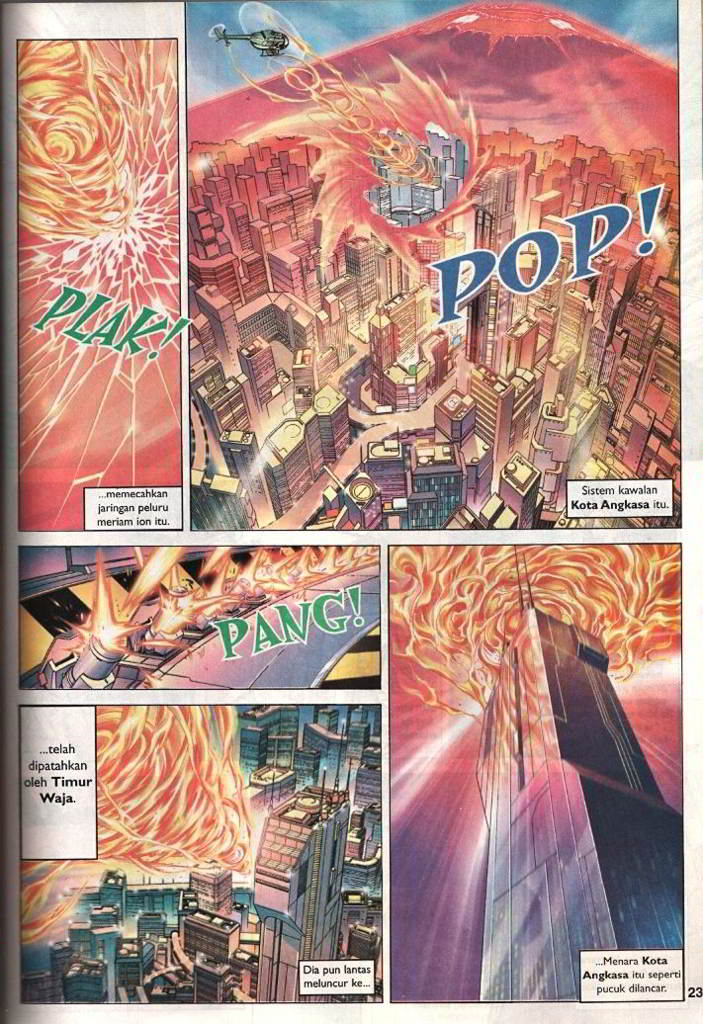 PLAK!
...memecahkan
jaringan peluru
meriam ion itu.
POP!
Sistem kawalan
Kota Angkasa itu.
PANG!
...telah
dipatahkan
oleh Timur
Waja.
Dia pun lantas
meluncur ke...
...Menara Kota
Angkasa itu seperti
pucuk dilancar.
23